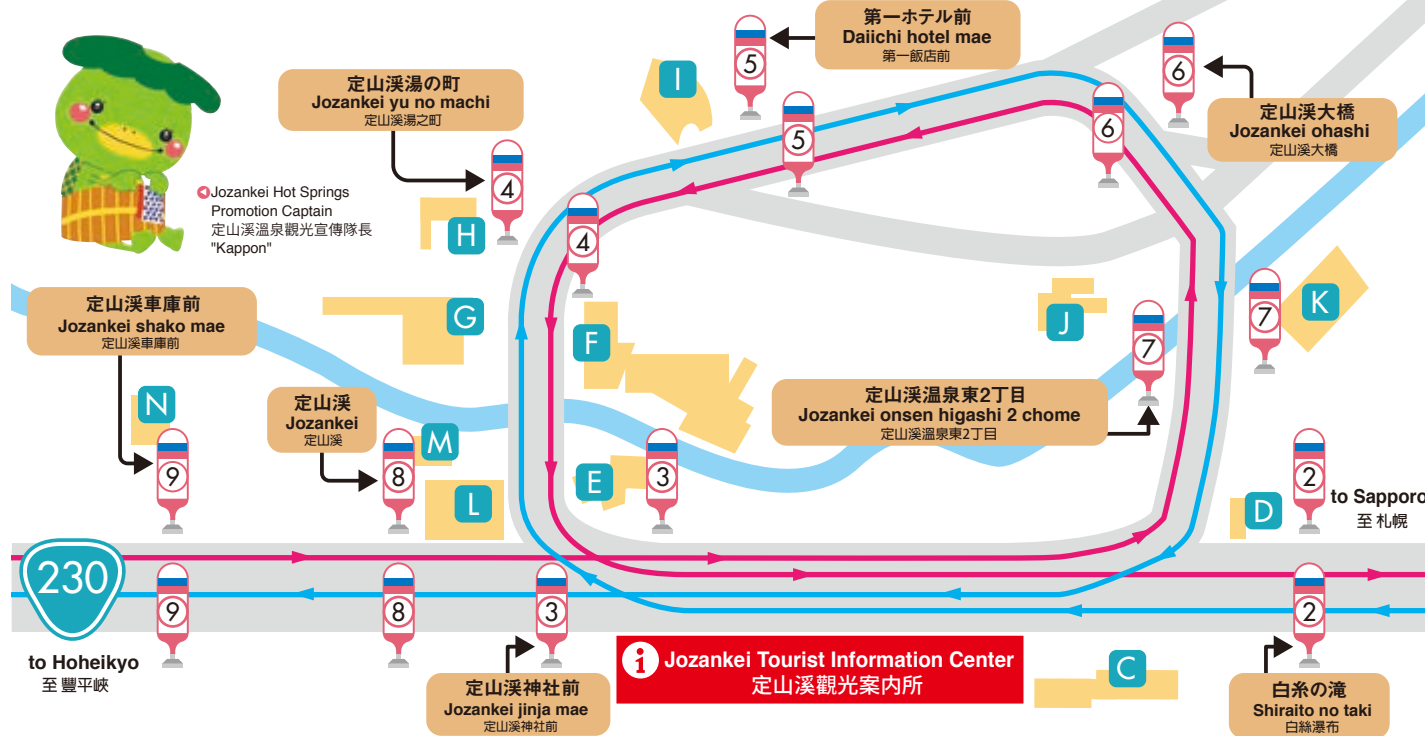 第一ホテル前
Daiichi hotel mae
第一飯店前
5
I
6
定山渓湯の町
Jozankei yu no machi
定山渓湯之町
定山渓大橋
Jozankei ohashi
定山渓大橋
5
6
4
H
4
Jozankei Hot Springs
Promotion Captain
定山渓溫泉觀光宣傳隊長
"Kappon"
定山渓車庫前
Jozankei shako mae
定山渓車庫前
G
F
J
7
7
K
定山渓
Jozankei
定山渓
定山渓温泉東2丁目
Jozankei onsen higashi 2 chome
定山渓溫泉東2丁目
N
M
9
8
L
E
3
D
2
to Sapporo
至 札幌
230
9
8
3
2
to Hoheikyo
至 豐平峽
Jozankei Tourist Information Center
定山渓觀光案内所
C
定山渓神社前
Jozankei jinja mae
定山渓神社前
白糸の滝
Shiraito no taki
白絲瀑布